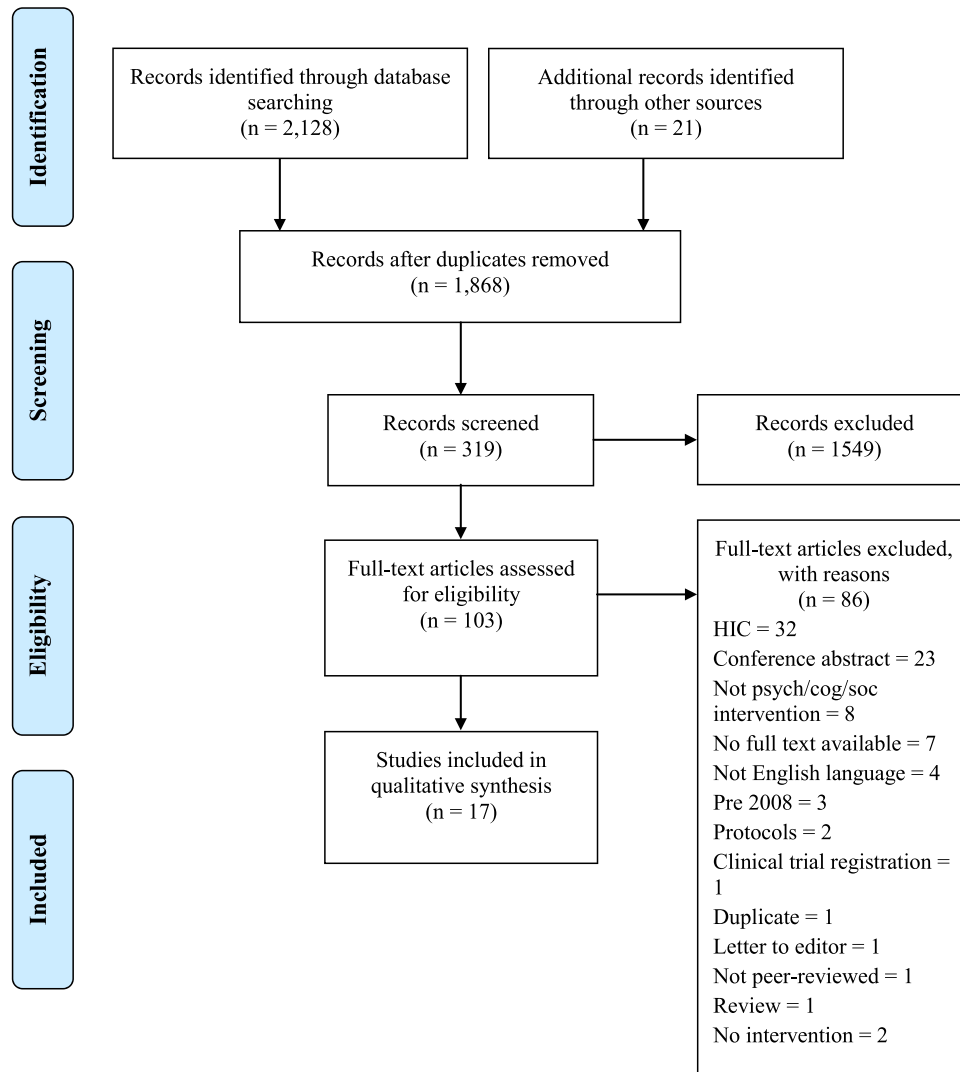 Identification
Records identified through database
searching
(n = 2,128)
Additional records identified
through other sources
(n = 21)
Records after duplicates removed
(n = 1,868)
Screening
Records screened
(n = 319)
Records excluded
(n = 1549)
Eligibility
Full-text articles assessed
for eligibility
(n = 103)
Full-text articles excluded,
with reasons
(n = 86)
HIC = 32
Conference abstract = 23
Not psych/cog/soc
intervention = 8
No full text available = 7
Not English language = 4
Pre 2008 = 3
Protocols = 2
Clinical trial registration =
1
Duplicate = 1
Letter to editor = 1
Not peer-reviewed = 1
Review = 1
No intervention = 2
Included
Studies included in
qualitative synthesis
(n = 17)